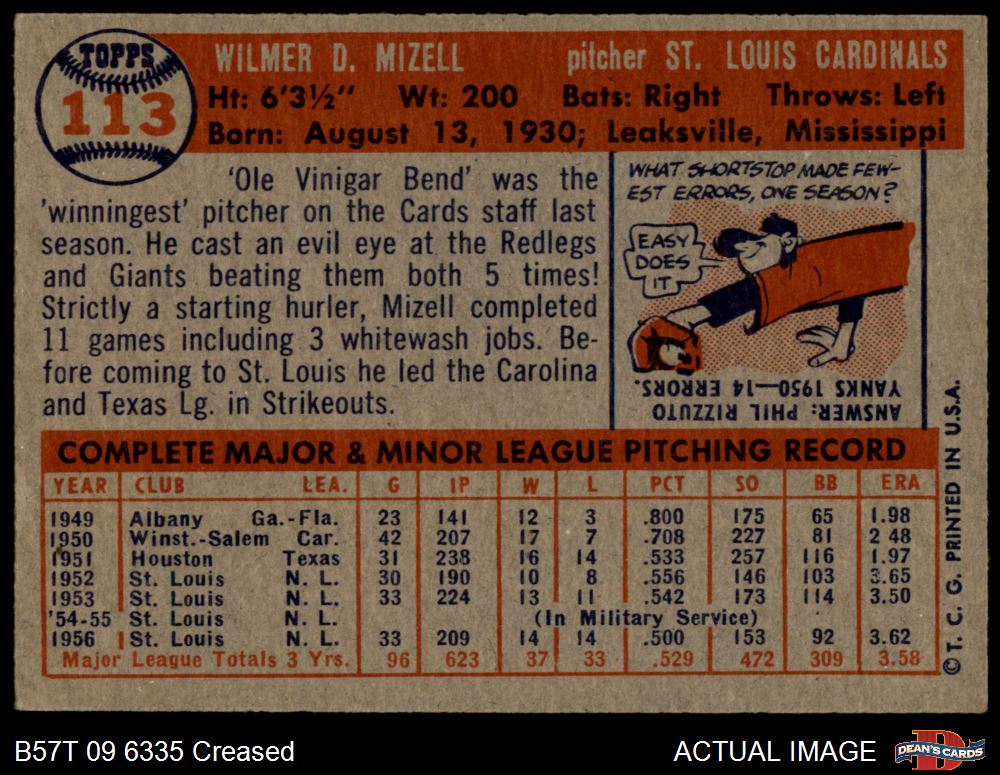 TOPPS
113
WILMER D. MIZELL pitcher ST. LOUIS CARDINALS
Ht: 6'3½" Wt: 200 Bats: Right Throws: Left
Born: August 13, 1930; Leaksville, Mississippi
'Ole Vinigar Bend' was the
'winningest' pitcher on the Cards staff last
season. He cast an evil eye at the Redlegs
and Giants beating them both 5 times!
Strictly a starting hurler, Mizell completed
11 games including 3 whitewash jobs. Be-
fore coming to St. Louis he led the Carolina
and Texas Lg. in Strikeouts.
WHAT SHORTSTOP MADE FEW-
EST ERRORS, ONE SEASON?
EASY
DOES
IT
ANSWER: PHIL RIZZUTO
YANKS 1950—14 ERRORS.
COMPLETE MAJOR & MINOR LEAGUE PITCHING RECORD
YEAR CLUB LEA. G IP W L PCT SO BB ERA
1949 Albany Ga.-Fla. 23 141 12 3 .800 175 65 1.98
1950 Winst.-Salem Car. 42 207 17 7 .708 227 81 2 48
1951 Houston Texas 31 238 16 14 .533 257 116 1.97
1952 St. Louis N. L. 30 190 10 8 .556 146 103 3.65
1953 St. Louis N. L. 33 224 13 11 .542 173 114 3.50
'54-55 St. Louis N. L. (In Military Service)
1956 St. Louis N. L. 33 209 14 14 .500 153 92 3.62
Major League Totals 3 Yrs. 96 623 37 33 .529 472 309 3.58
© T. C. G. PRINTED IN U.S.A.
B57T 09 6335 Creased
ACTUAL IMAGE
D
DEAN'S CARDS